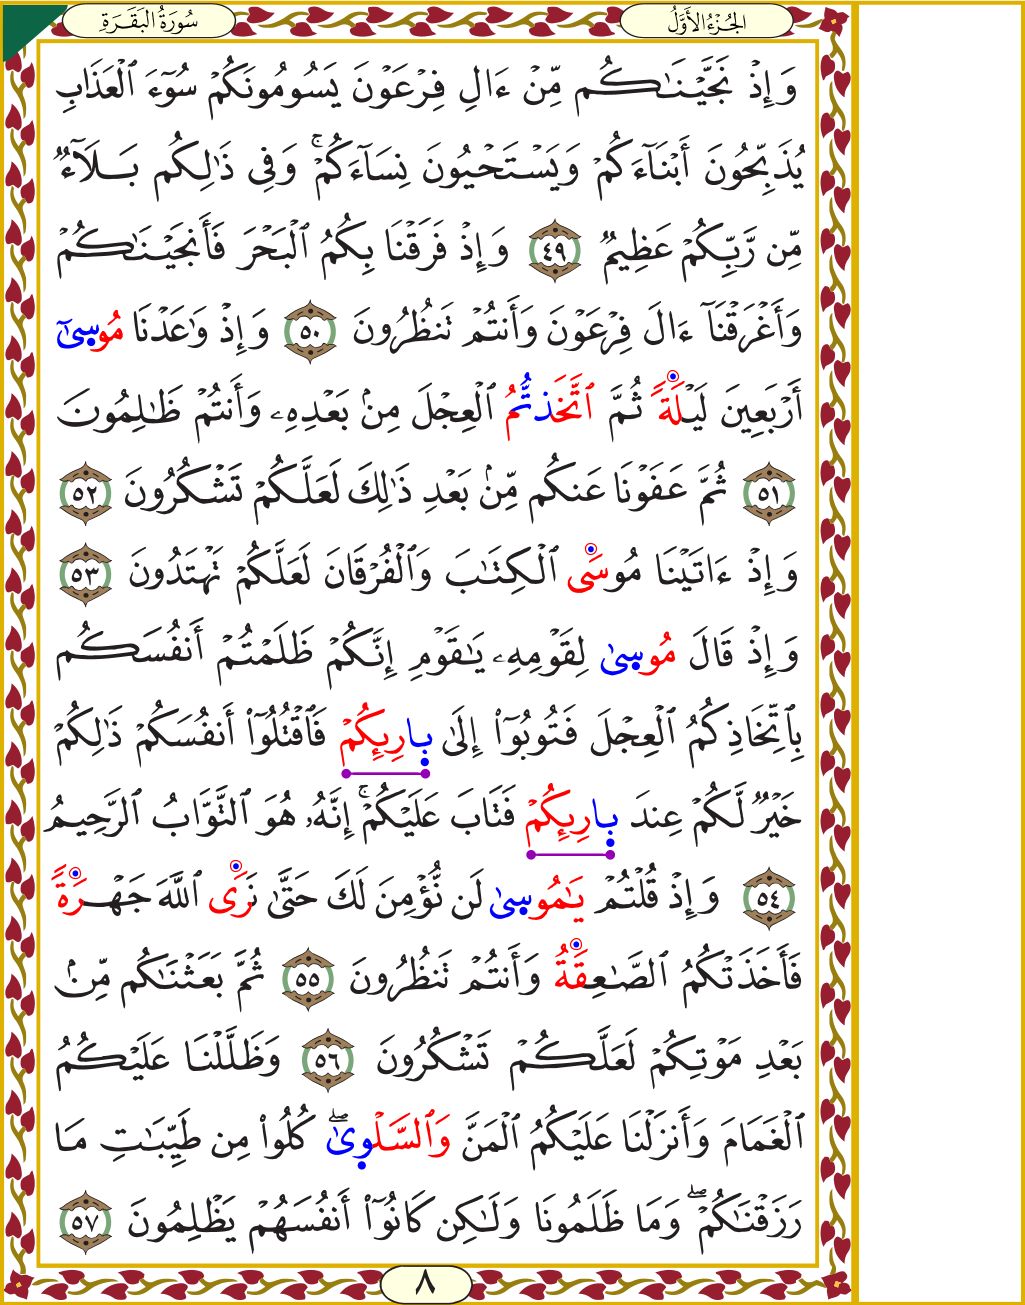 الجُزْءُ الأَوَّلُ
سُورَةُ البَقَرَةِ
وَإِذْ نَجَّيْنَٰكُم مِّنْ ءَالِ فِرْعَوْنَ يَسُومُونَكُمْ سُوٓءَ ٱلْعَذَابِ
يُذَبِّحُونَ أَبْنَآءَكُمْ وَيَسْتَحْيُونَ نِسَآءَكُمْ ۚ وَفِى ذَٰلِكُم بَلَآءٌ
مِّن رَّبِّكُمْ عَظِيمٌ ٤٩ وَإِذْ فَرَقْنَا بِكُمُ ٱلْبَحْرَ فَأَنجَيْنَٰكُمْ
وَأَغْرَقْنَآ ءَالَ فِرْعَوْنَ وَأَنتُمْ تَنظُرُونَ ٥٠ وَإِذْ وَٰعَدْنَا مُوسِىٰٓ
أَرْبَعِينَ لَيْلَةً ثُمَّ ٱتَّخَذتُّمُ ٱلْعِجْلَ مِنۢ بَعْدِهِۦ وَأَنتُمْ ظَٰلِمُونَ
٥١ ثُمَّ عَفَوْنَا عَنكُم مِّنۢ بَعْدِ ذَٰلِكَ لَعَلَّكُمْ تَشْكُرُونَ ٥٢
وَإِذْ ءَاتَيْنَا مُوسَى ٱلْكِتَٰبَ وَٱلْفُرْقَانَ لَعَلَّكُمْ تَهْتَدُونَ ٥٣
وَإِذْ قَالَ مُوسِىٰ لِقَوْمِهِۦ يَٰقَوْمِ إِنَّكُمْ ظَلَمْتُمْ أَنفُسَكُم
بِٱتِّخَاذِكُمُ ٱلْعِجْلَ فَتُوبُوٓا۟ إِلَىٰ بِارِئِكُمْ فَٱقْتُلُوٓا۟ أَنفُسَكُمْ ذَٰلِكُمْ
خَيْرٌ لَّكُمْ عِندَ بِارِئِكُمْ فَتَابَ عَلَيْكُمْ ۚ إِنَّهُۥ هُوَ ٱلتَّوَّابُ ٱلرَّحِيمُ
٥٤ وَإِذْ قُلْتُمْ يَٰمُوسِىٰ لَن نُّؤْمِنَ لَكَ حَتَّىٰ نَرَى ٱللَّهَ جَهْرَةً
فَأَخَذَتْكُمُ ٱلصَّٰعِقَةُ وَأَنتُمْ تَنظُرُونَ ٥٥ ثُمَّ بَعَثْنَٰكُم مِّنۢ
بَعْدِ مَوْتِكُمْ لَعَلَّكُمْ تَشْكُرُونَ ٥٦ وَظَلَّلْنَا عَلَيْكُمُ
ٱلْغَمَامَ وَأَنزَلْنَا عَلَيْكُمُ ٱلْمَنَّ وَٱلسَّلْوِىٰ ۖ كُلُوا۟ مِن طَيِّبَٰتِ مَا
رَزَقْنَٰكُمْ ۖ وَمَا ظَلَمُونَا وَلَٰكِن كَانُوٓا۟ أَنفُسَهُمْ يَظْلِمُونَ ٥٧
٨